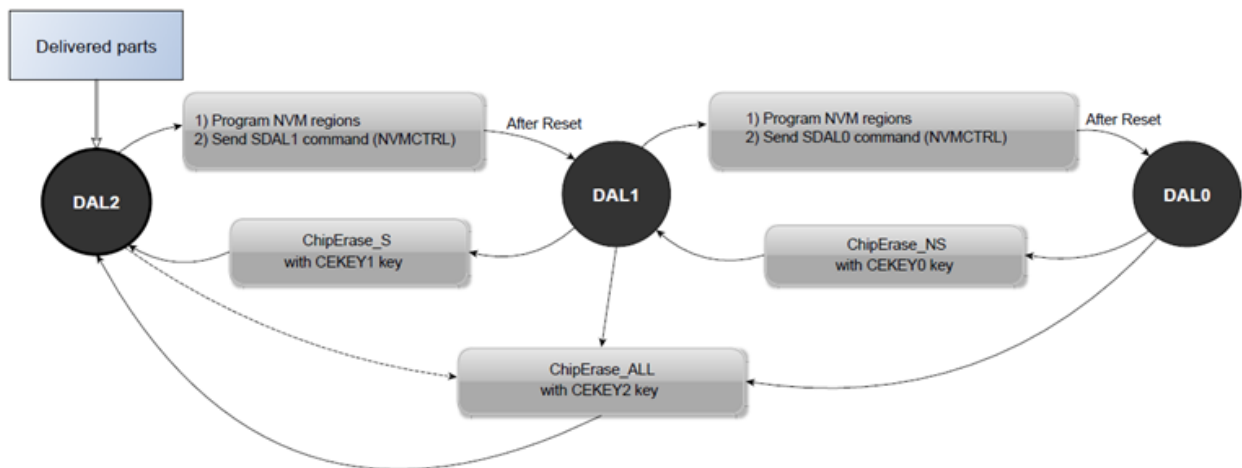 Delivered parts
1) Program NVM regions
2) Send SDAL1 command (NVMCTRL)
After Reset
1) Program NVM regions
2) Send SDAL0 command (NVMCTRL)
After Reset
DAL2
DAL1
DAL0
ChipErase_S
with CEKEY1 key
ChipErase_NS
with CEKEY0 key
ChipErase_ALL
with CEKEY2 key